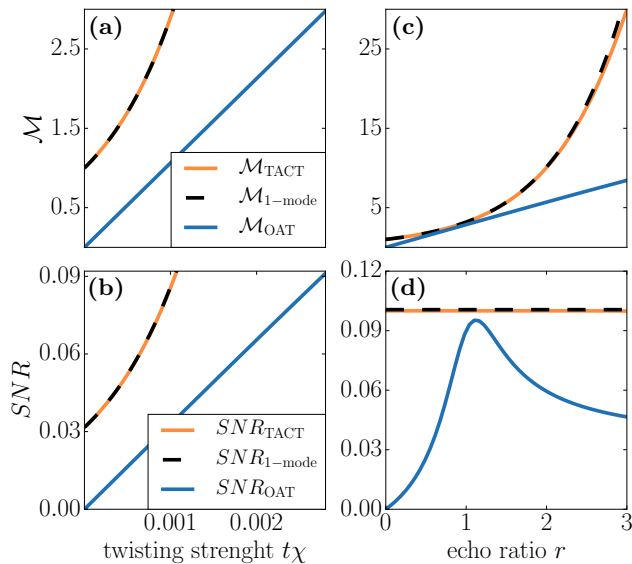 (a)
2.5
1.5
0.5
M
M_TACT
M_1−mode
M_OAT
(c)
25
15
5
(b)
0.09
0.06
0.03
0.00
SNR
SNR_TACT
SNR_1−mode
SNR_OAT
0.001 0.002
twisting strenght tχ
(d)
0.12
0.09
0.06
0.03
0.00
0 1 2 3
echo ratio r